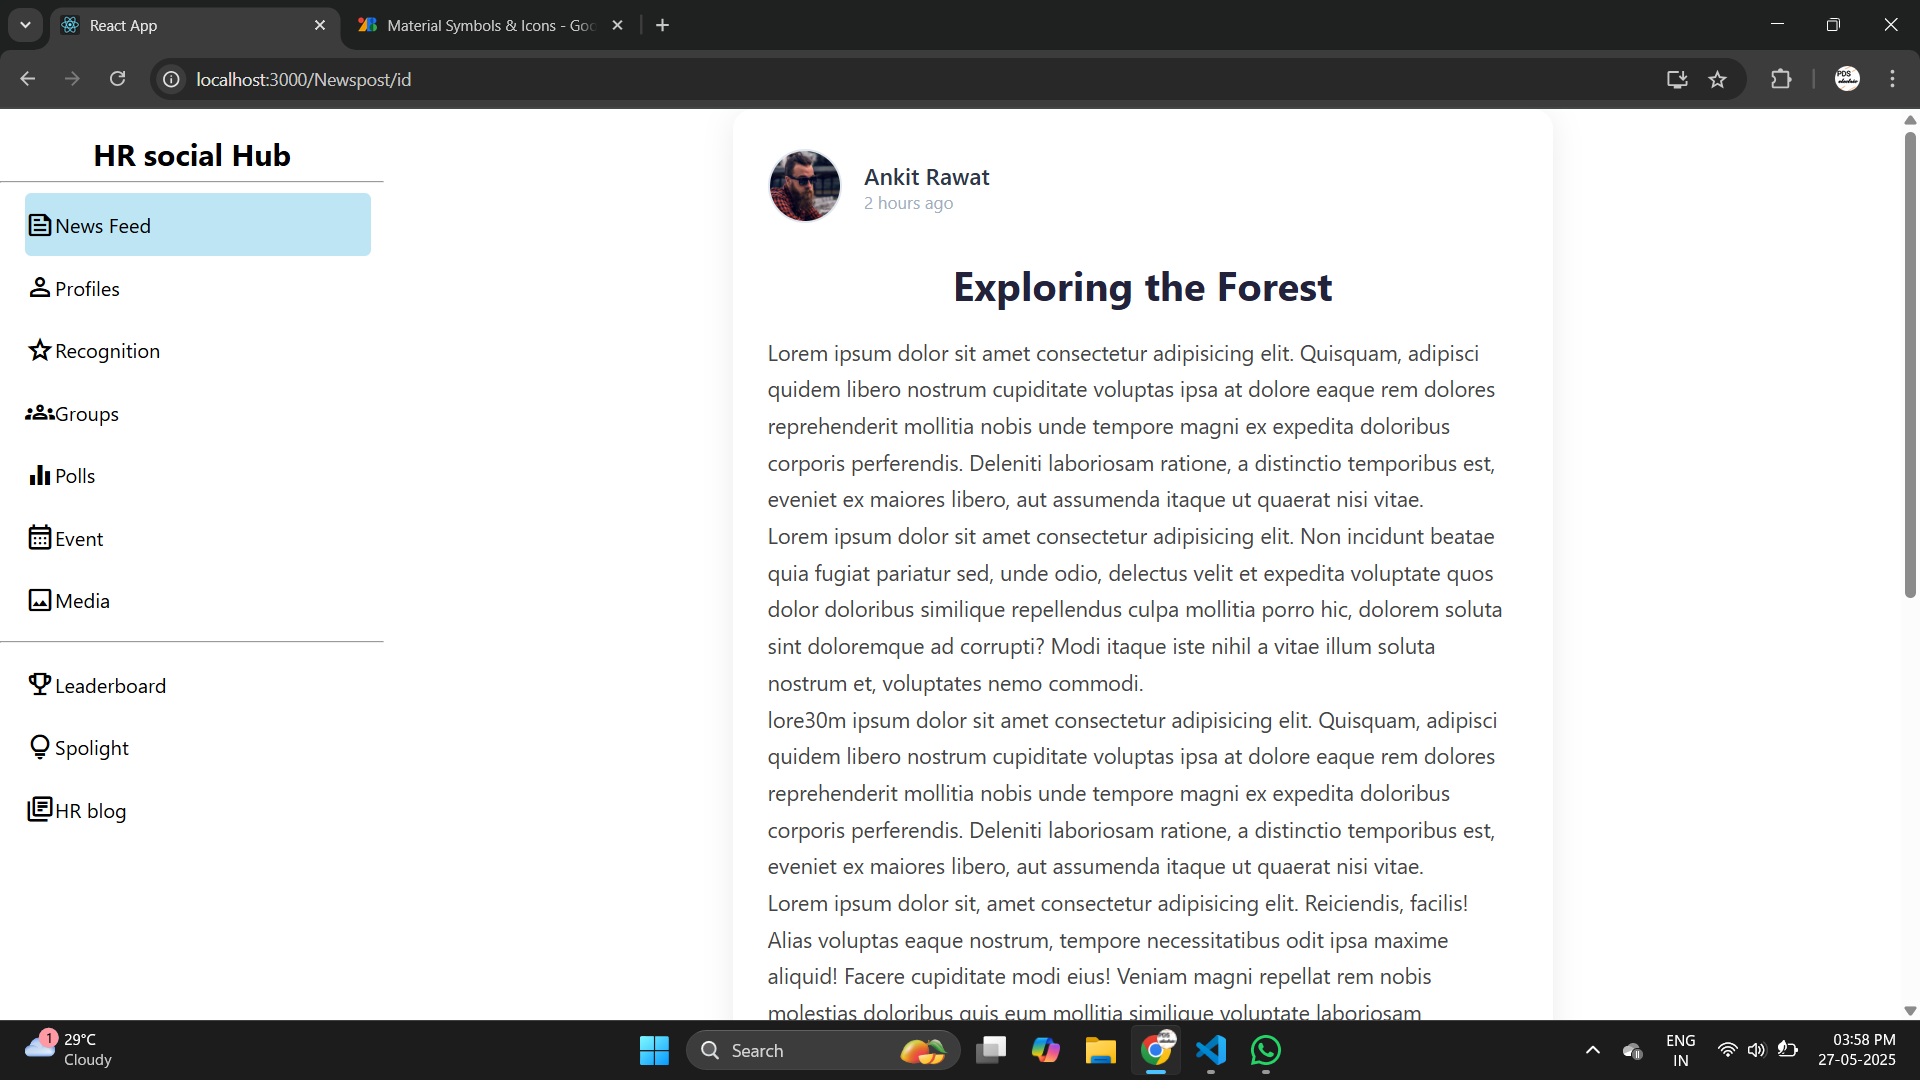 React App
Material Symbols & Icons - Goo
localhost:3000/Newspost/id
PDS
HR social Hub
News Feed
Profiles
Recognition
Groups
Polls
Event
Media
Leaderboard
Spolight
HR blog
Ankit Rawat
2 hours ago
Exploring the Forest
Lorem ipsum dolor sit amet consectetur adipisicing elit. Quisquam, adipisci
quidem libero nostrum cupiditate voluptas ipsa at dolore eaque rem dolores
reprehenderit mollitia nobis unde tempore magni ex expedita doloribus
corporis perferendis. Deleniti laboriosam ratione, a distinctio temporibus est,
eveniet ex maiores libero, aut assumenda itaque ut quaerat nisi vitae.
Lorem ipsum dolor sit amet consectetur adipisicing elit. Non incidunt beatae
quia fugiat pariatur sed, unde odio, delectus velit et expedita voluptate quos
dolor doloribus similique repellendus culpa mollitia porro hic, dolorem soluta
sint doloremque ad corrupti? Modi itaque iste nihil a vitae illum soluta
nostrum et, voluptates nemo commodi.
lore30m ipsum dolor sit amet consectetur adipisicing elit. Quisquam, adipisci
quidem libero nostrum cupiditate voluptas ipsa at dolore eaque rem dolores
reprehenderit mollitia nobis unde tempore magni ex expedita doloribus
corporis perferendis. Deleniti laboriosam ratione, a distinctio temporibus est,
eveniet ex maiores libero, aut assumenda itaque ut quaerat nisi vitae.
Lorem ipsum dolor sit, amet consectetur adipisicing elit. Reiciendis, facilis!
Alias voluptas eaque nostrum, tempore necessitatibus odit ipsa maxime
aliquid! Facere cupiditate modi eius! Veniam magni repellat rem nobis
molestias doloribus quis eum mollitia similique voluptate laboriosam
1
29°C
Cloudy
Search
ENG
IN
03:58 PM
27-05-2025